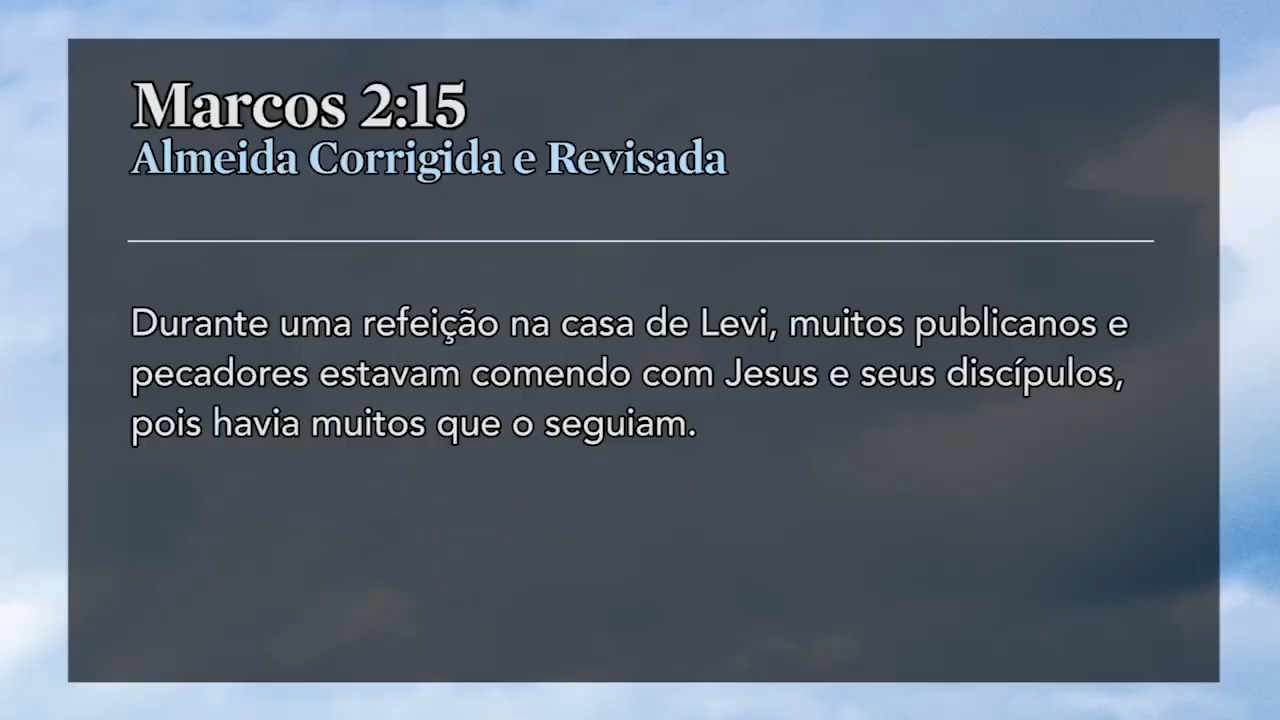 Marcos 2:15
Almeida Corrigida e Revisada
Durante uma refeição na casa de Levi, muitos publicanos e
pecadores estavam comendo com Jesus e seus discípulos,
pois havia muitos que o seguiam.